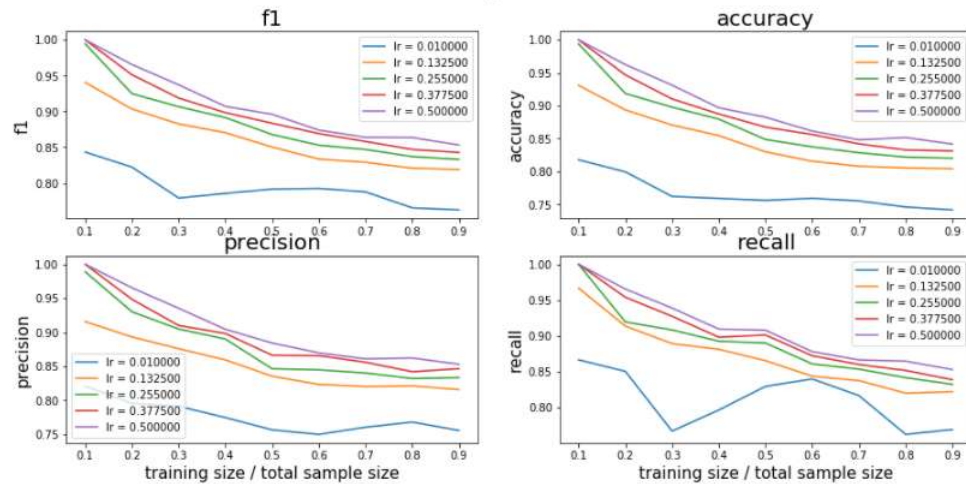 f1
1.00
0.95
0.90
0.85
0.80
f1
lr = 0.010000
lr = 0.132500
lr = 0.255000
lr = 0.377500
lr = 0.500000
0.1 0.2 0.3 0.4 0.5 0.6 0.7 0.8 0.9
accuracy
1.00
0.95
0.90
0.85
0.80
0.75
accuracy
lr = 0.010000
lr = 0.132500
lr = 0.255000
lr = 0.377500
lr = 0.500000
0.1 0.2 0.3 0.4 0.5 0.6 0.7 0.8 0.9
precision
1.00
0.95
0.90
0.85
0.80
0.75
precision
lr = 0.010000
lr = 0.132500
lr = 0.255000
lr = 0.377500
lr = 0.500000
0.1 0.2 0.3 0.4 0.5 0.6 0.7 0.8 0.9
training size / total sample size
recall
1.00
0.95
0.90
0.85
0.80
recall
lr = 0.010000
lr = 0.132500
lr = 0.255000
lr = 0.377500
lr = 0.500000
0.1 0.2 0.3 0.4 0.5 0.6 0.7 0.8 0.9
training size / total sample size